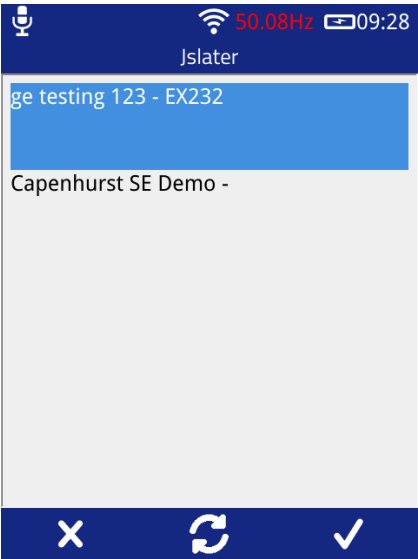 50.08Hz 09:28
Jslater
ge testing 123 - EX232
Capenhurst SE Demo -